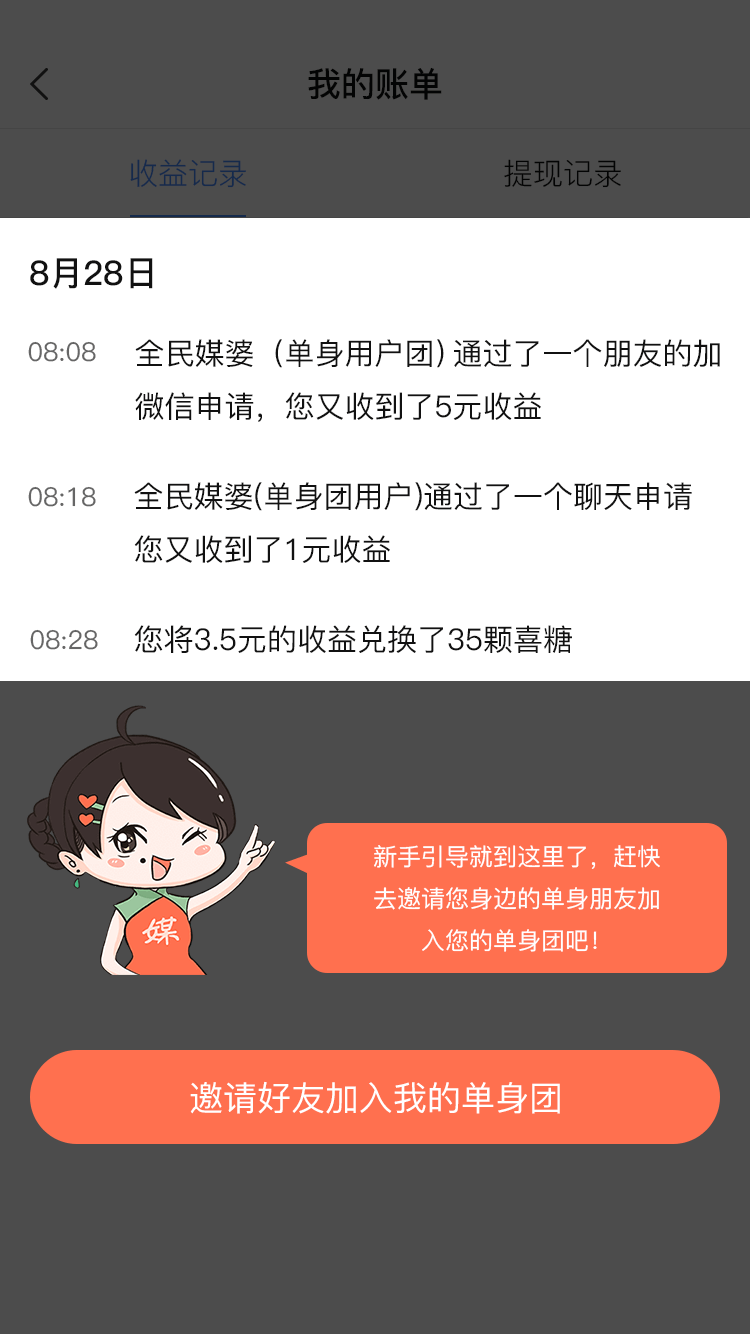 我的账单
收益记录 提现记录
8月28日
08:08 全民媒婆（单身用户团) 通过了一个朋友的加
微信申请，您又收到了5元收益
08:18 全民媒婆(单身团用户)通过了一个聊天申请
您又收到了1元收益
08:28 您将3.5元的收益兑换了35颗喜糖
新手引导就到这里了，赶快
去邀请您身边的单身朋友加
入您的单身团吧！
媒
邀请好友加入我的单身团